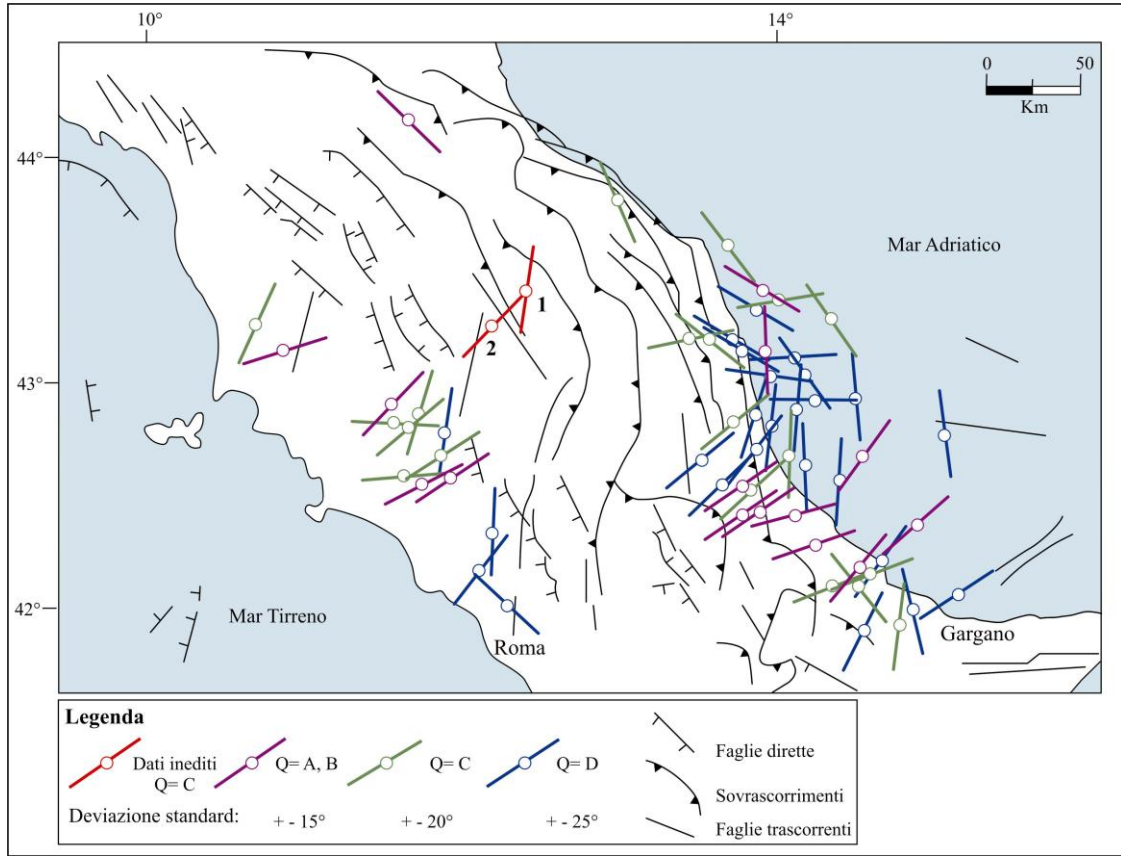 10°
14°
0 50
Km
44°
Mar Adriatico
1
2
43°
42°
Mar Tirreno
Roma
Gargano
Legenda
Dati inediti
Q= C
Q= A, B
Q= C
Q= D
Faglie dirette
Sovrascorrimenti
Faglie trascorrenti
Deviazione standard: + - 15° + - 20° + - 25°